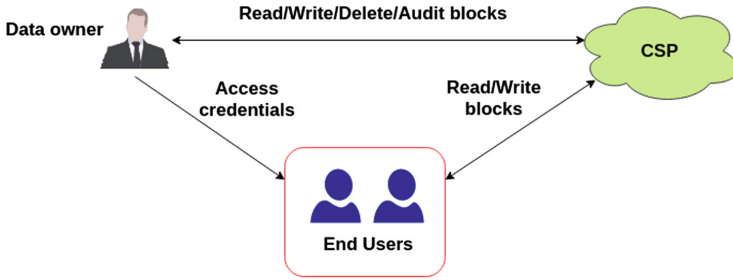 Read/Write/Delete/Audit blocks
Data owner
CSP
Access
credentials
Read/Write
blocks
End Users